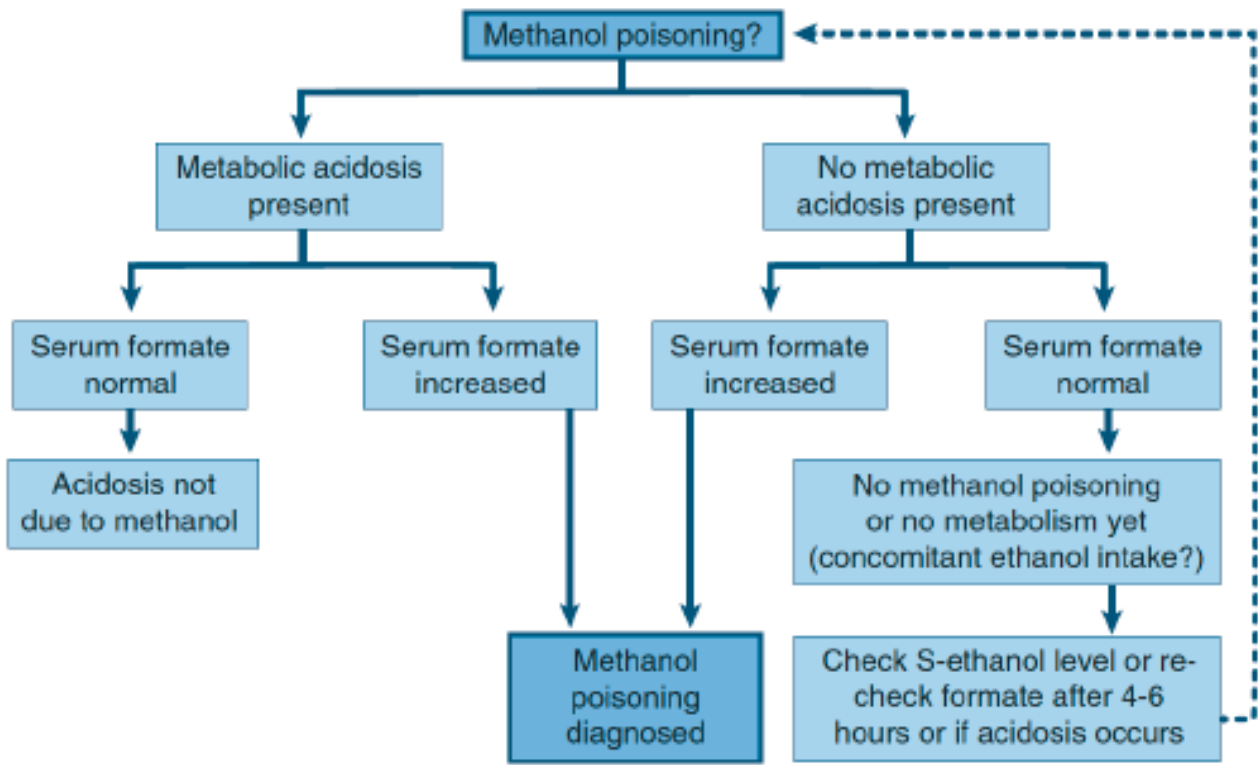 Methanol poisoning?
Metabolic acidosis
present
No metabolic
acidosis present
Serum formate
normal
Serum formate
increased
Serum formate
increased
Serum formate
normal
Acidosis not
due to methanol
No methanol poisoning
or no metabolism yet
(concomitant ethanol intake?)
Methanol
poisoning
diagnosed
Check S-ethanol level or re-
check formate after 4-6
hours or if acidosis occurs